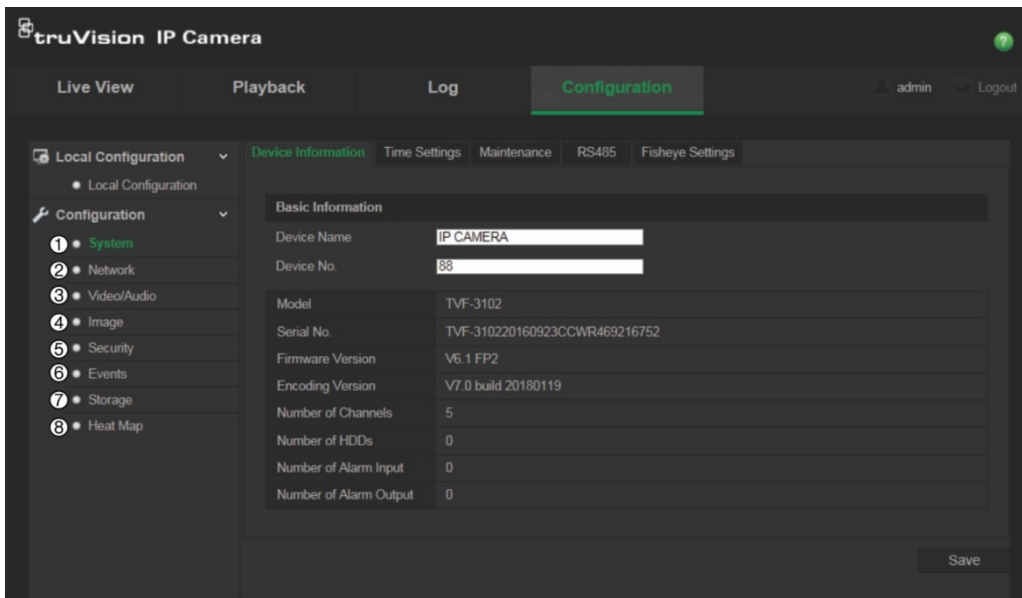 truVision IP Camera
?
Live View Playback Log Configuration admin Logout
Local Configuration
Local Configuration
Configuration
1 System
2 Network
3 Video/Audio
4 Image
5 Security
6 Events
7 Storage
8 Heat Map
Device Information Time Settings Maintenance RS485 Fisheye Settings
Basic Information
Device Name IP CAMERA
Device No. 88
Model TVF-3102
Serial No. TVF-310220160923CCWR469216752
Firmware Version V6.1 FP2
Encoding Version V7.0 build 20180119
Number of Channels 5
Number of HDDs 0
Number of Alarm Input 0
Number of Alarm Output 0
Save